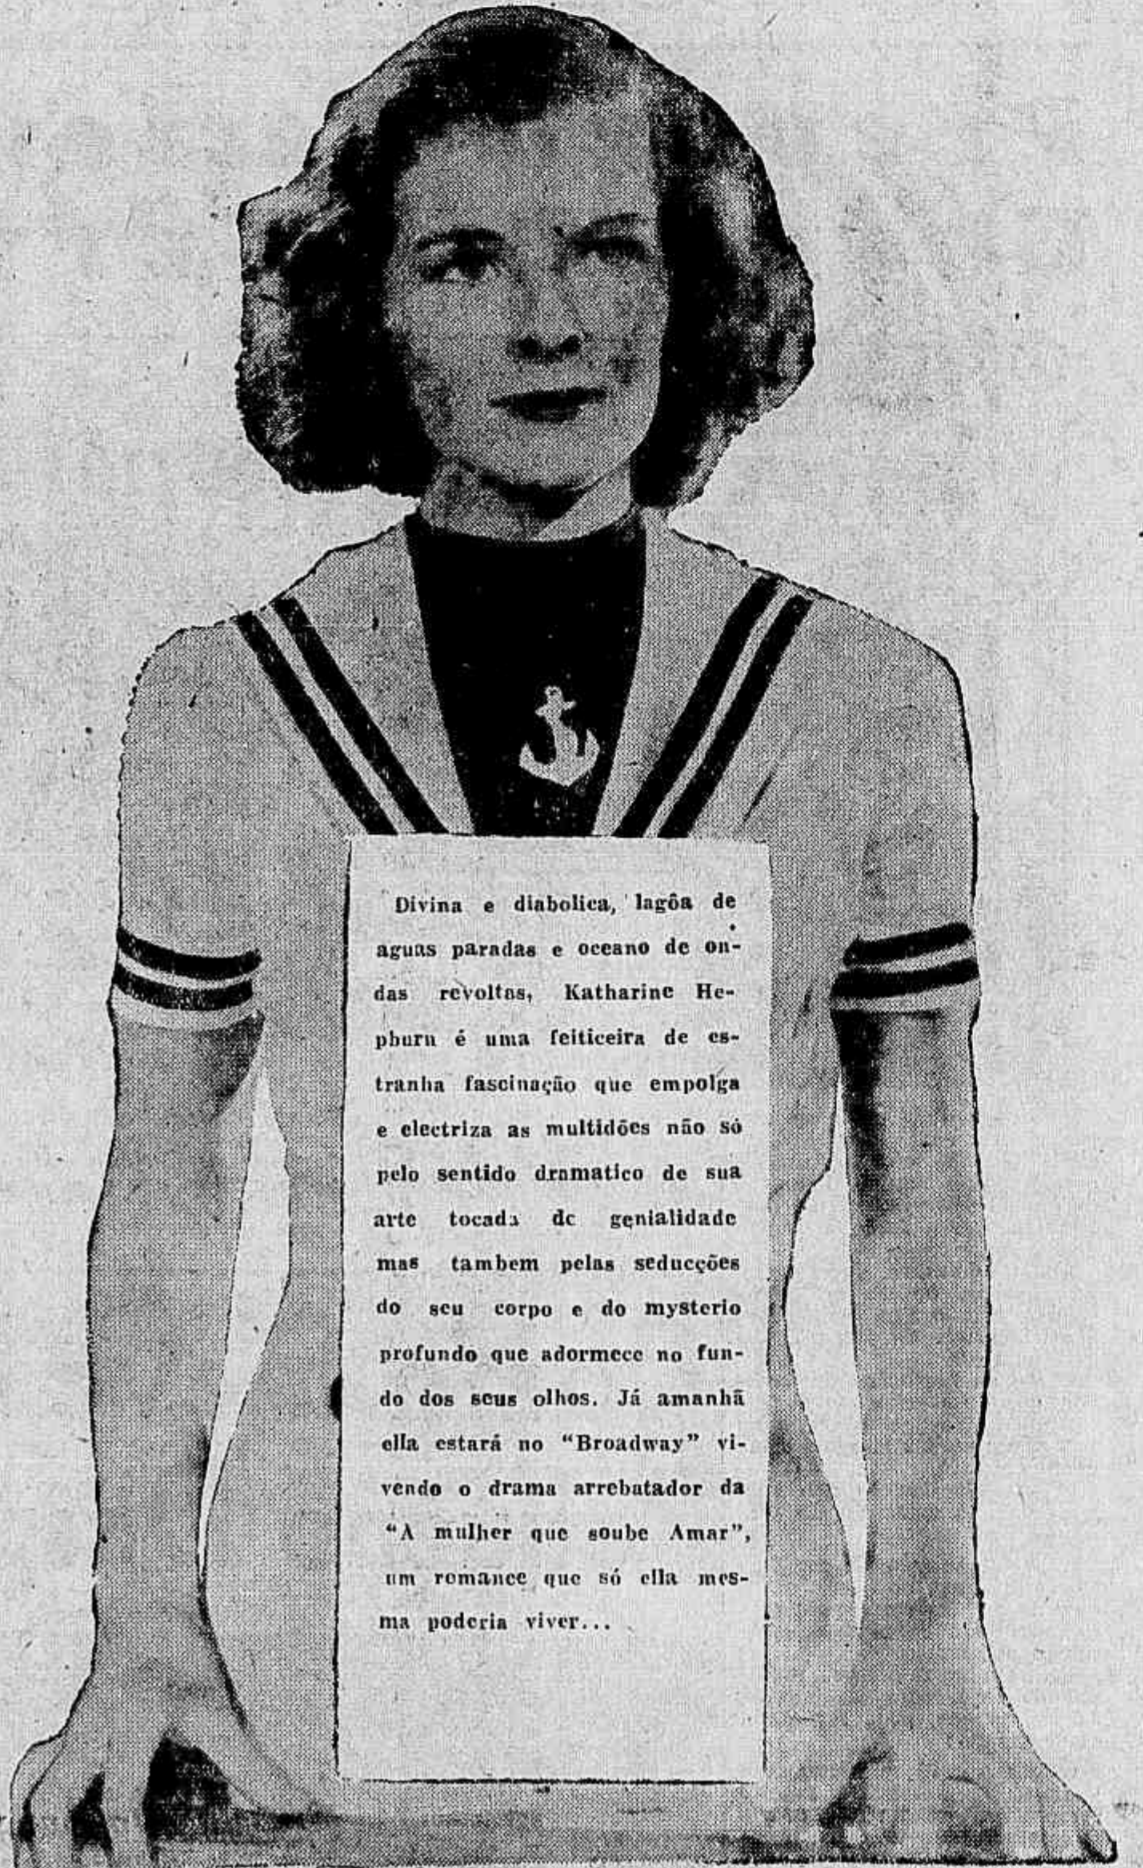 Divina e diabolica, lagôa de
aguas paradas e oceano de on-
das revoltas, Katharine He-
pburn é uma feiticeira de es-
tranha fascinação que empolga
e electriza as multidões não só
pelo sentido dramatico de sua
arte tocada de genialidade
mas tambem pelas seducções
do seu corpo e do mysterio
profundo que adormece no fun-
do dos seus olhos. Já amanhã
ella estará no "Broadway" vi-
vendo o drama arrebatador da
"A mulher que soube Amar",
um romance que só ella mes-
ma poderia viver...